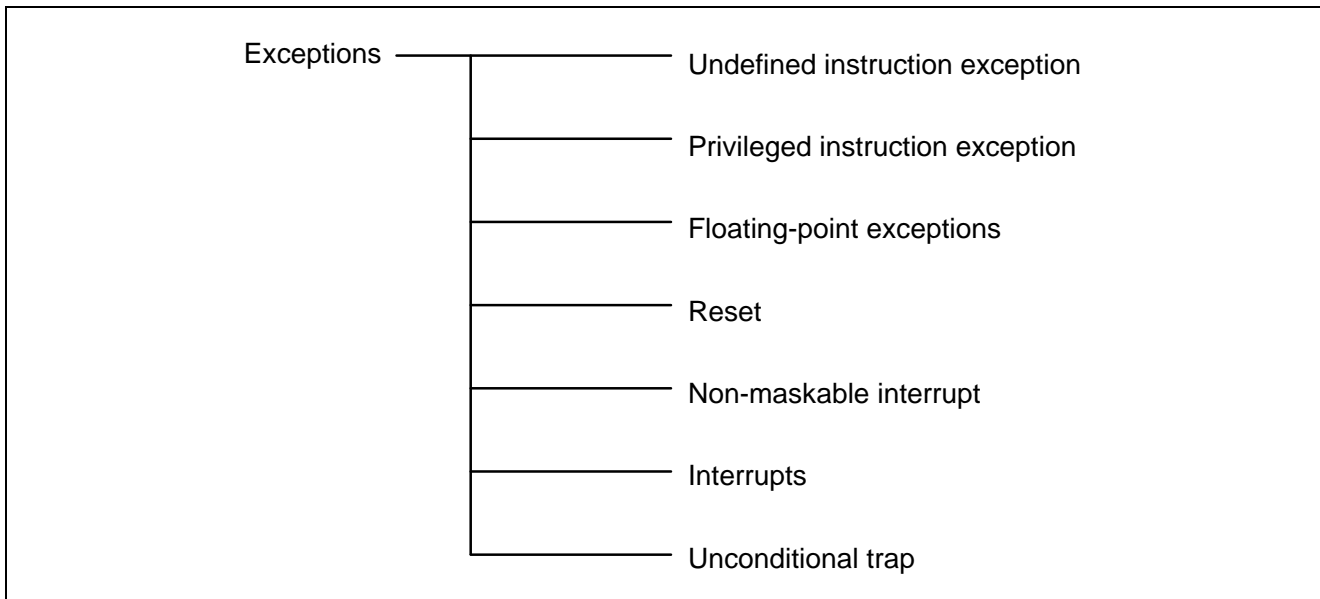 Exceptions
Undefined instruction exception
Privileged instruction exception
Floating-point exceptions
Reset
Non-maskable interrupt
Interrupts
Unconditional trap